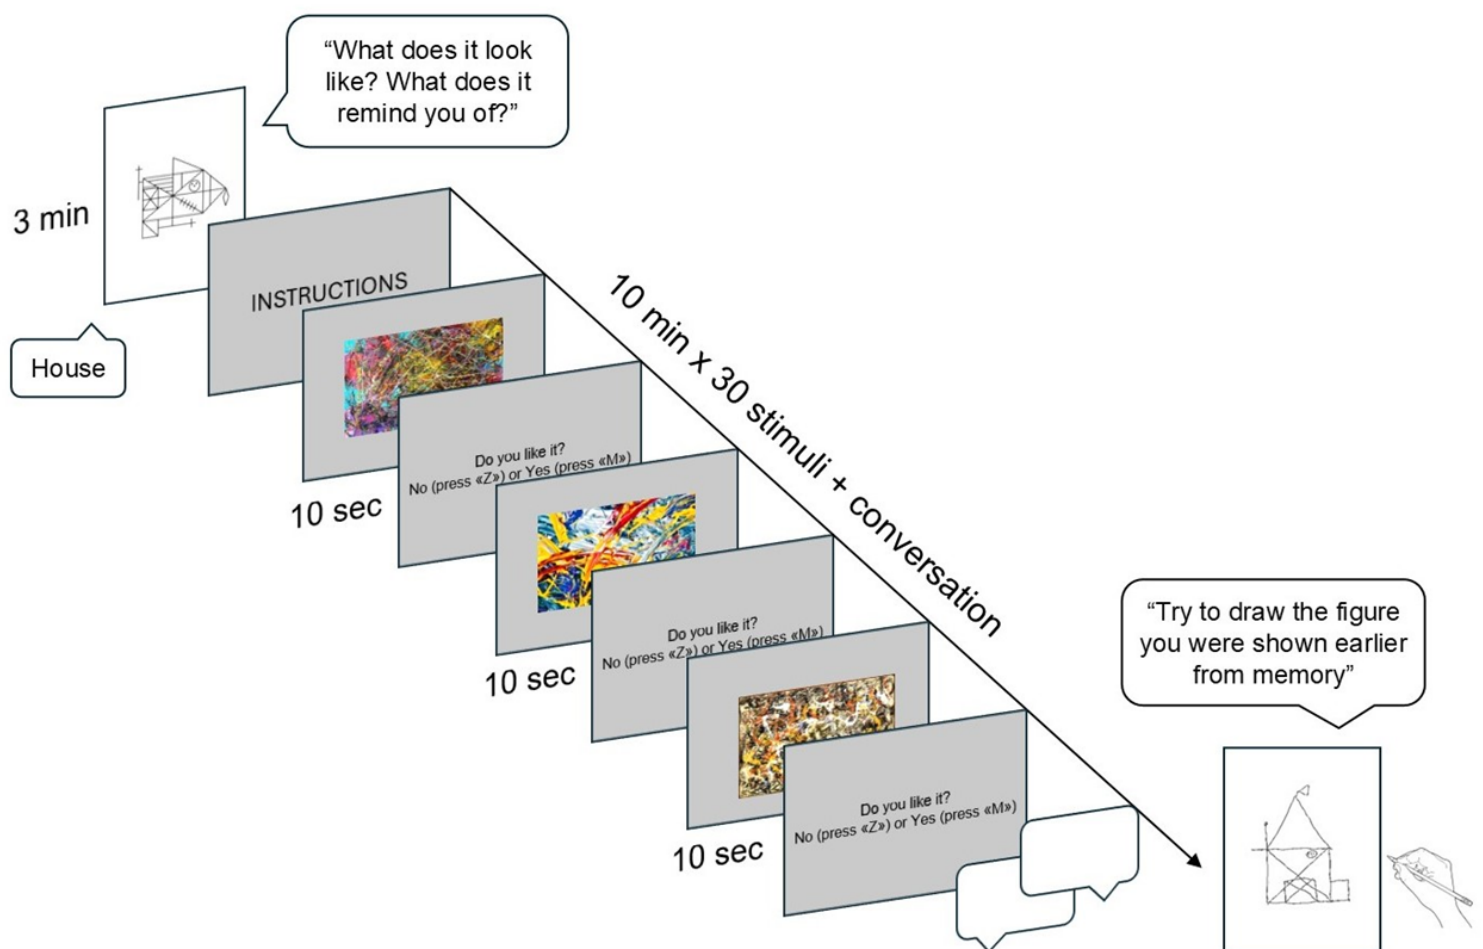 “What does it look
like? What does it
remind you of?”
3 min
House
INSTRUCTIONS
10 sec
Do you like it?
No (press «Z») or Yes (press «M»)
10 sec
Do you like it?
No (press «Z») or Yes (press «M»)
10 sec
Do you like it?
No (press «Z») or Yes (press «M»)
10 min x 30 stimuli + conversation
“Try to draw the figure
you were shown earlier
from memory”